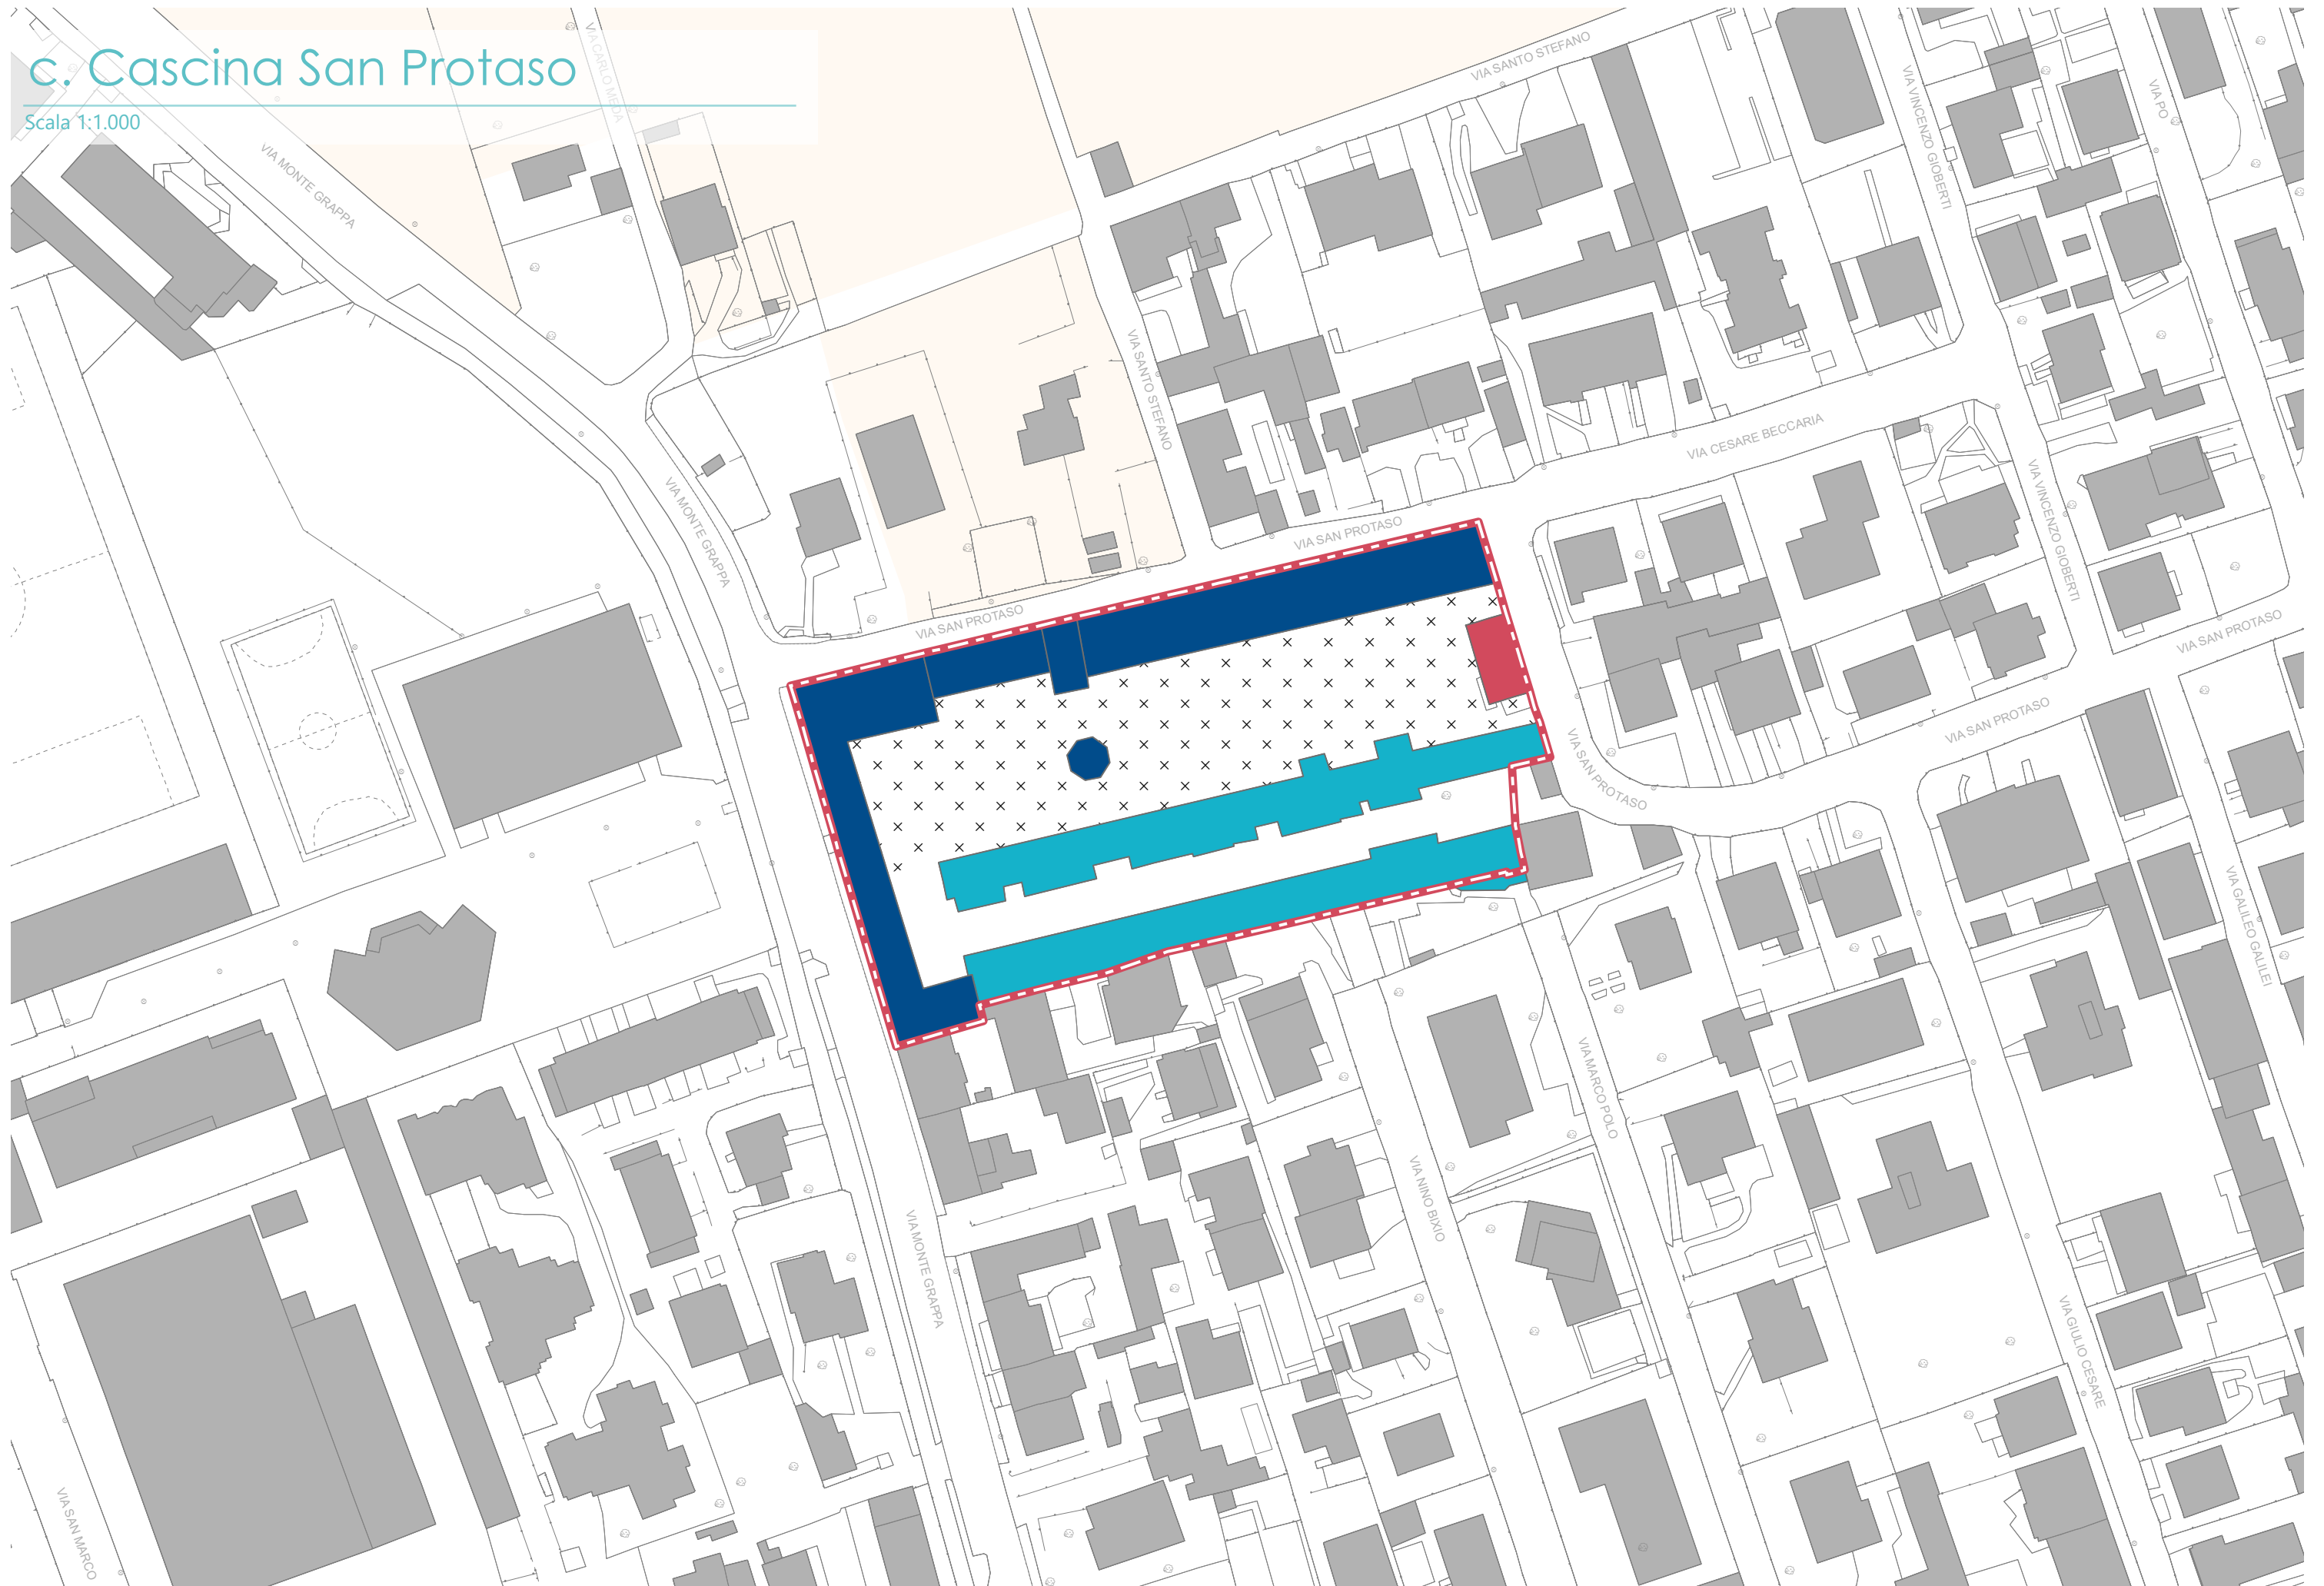 c. Cascina San Protaso
Scala 1:1.000
VIA CARLO MEDA
VIA SANTO STEFANO
VIA MONTE GRAPPA
VIA VINCENZO GIOBERTI
VIA PO
VIA SANTO STEFANO
VIA CESARE BECCARIA
VIA MONTE GRAPPA
VIA SAN PROTASO
VIA VINCENZO GIOBERTI
VIA SAN PROTASO
VIA SAN PROTASO
VIA SAN PROTASO
VIA SAN PROTASO
VIA GALILEO GALILEI
VIA MARCO POLO
VIA NINO BIXIO
VIA MONTE GRAPPA
VIA GIULIO CESARE
VIA SAN MARCO